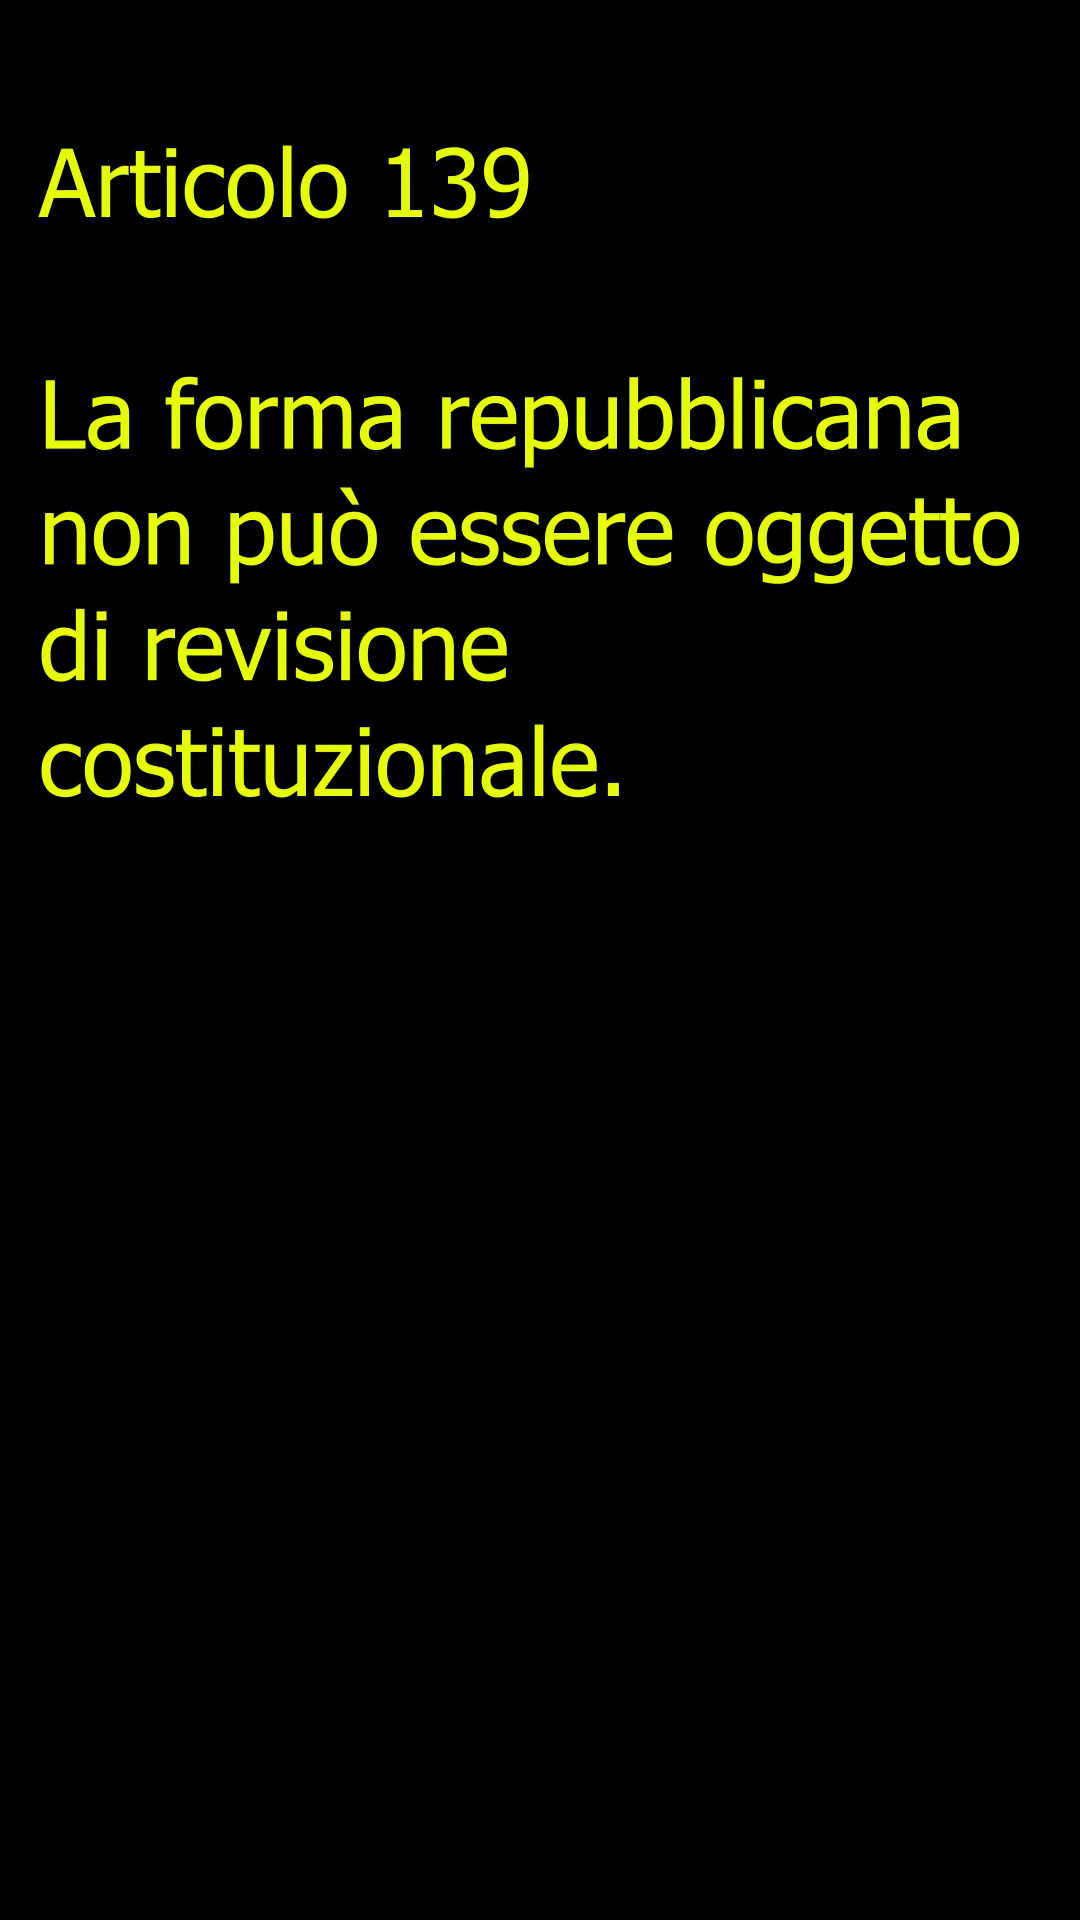 Articolo 139
La forma repubblicana
non può essere oggetto
di revisione
costituzionale.